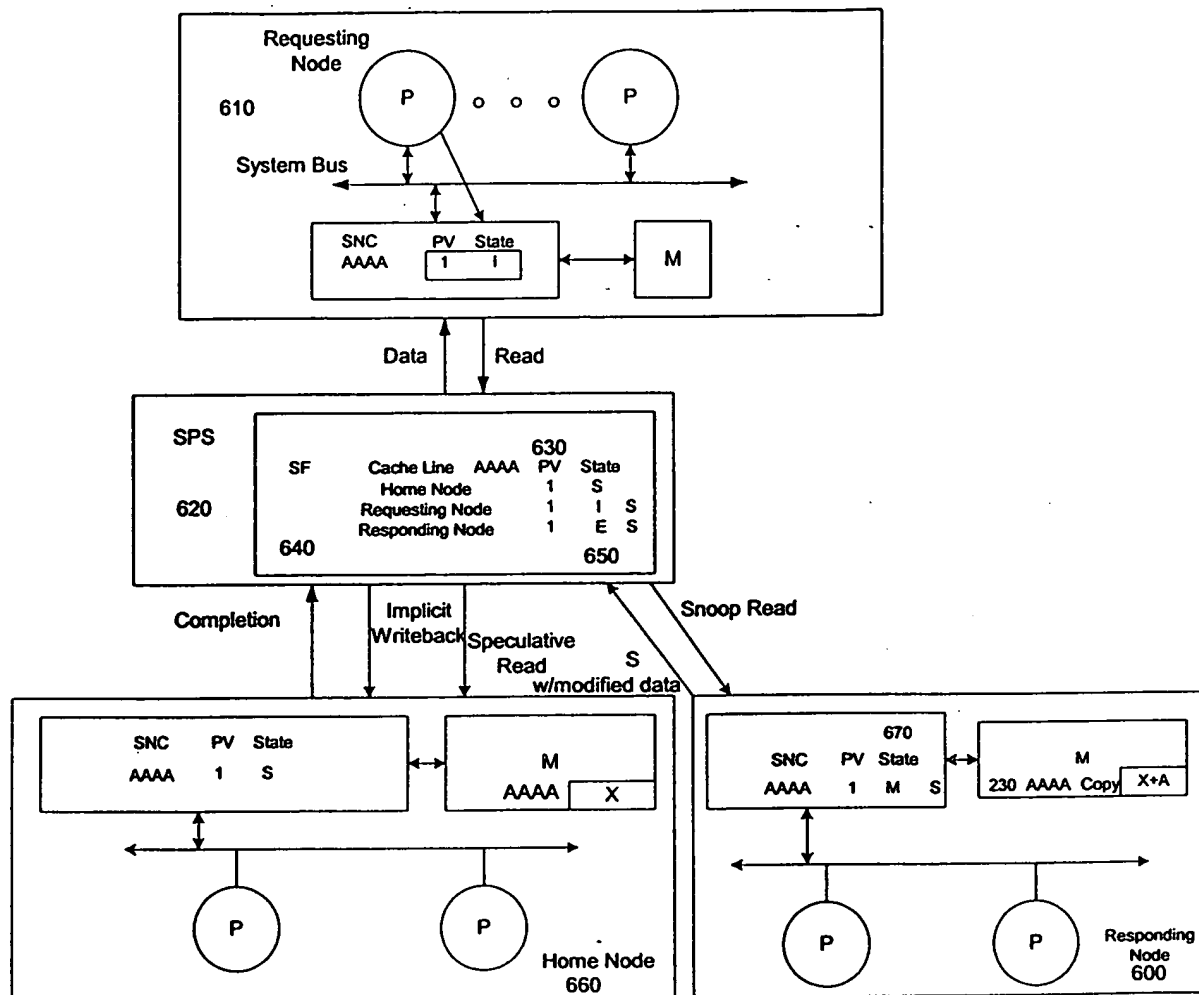 Requesting
Node
610
P
P
System Bus
SNC PV State
AAAA 1 I
M
Data
Read
SPS
620
630
SF Cache Line AAAA PV State
Home Node 1 S
Requesting Node 1 I S
Responding Node 1 E S
640
650
Completion
Implicit
Writeback
Speculative
Read
S
w/modified data
Snoop Read
SNC PV State
AAAA 1 S
M
AAAA X
P
P
Home Node
660
670
SNC PV State
AAAA 1 M S
M
230 AAAA Copy X+A
P
P
Responding
Node
600